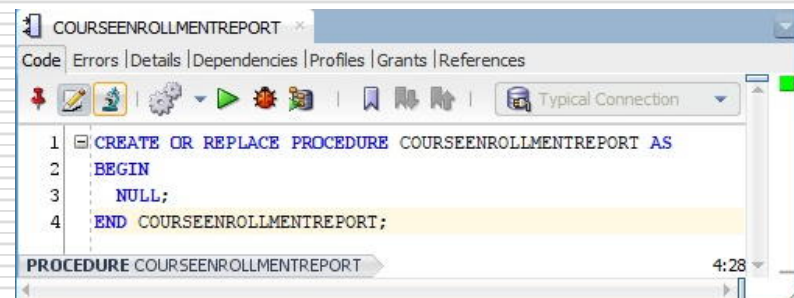 COURSEENROLLMENTREPORT
Code | Errors | Details | Dependencies | Profiles | Grants | References
Typical Connection
1 CREATE OR REPLACE PROCEDURE COURSEENROLLMENTREPORT AS
2 BEGIN
3 NULL;
4 END COURSEENROLLMENTREPORT;
PROCEDURE COURSEENROLLMENTREPORT 4:28